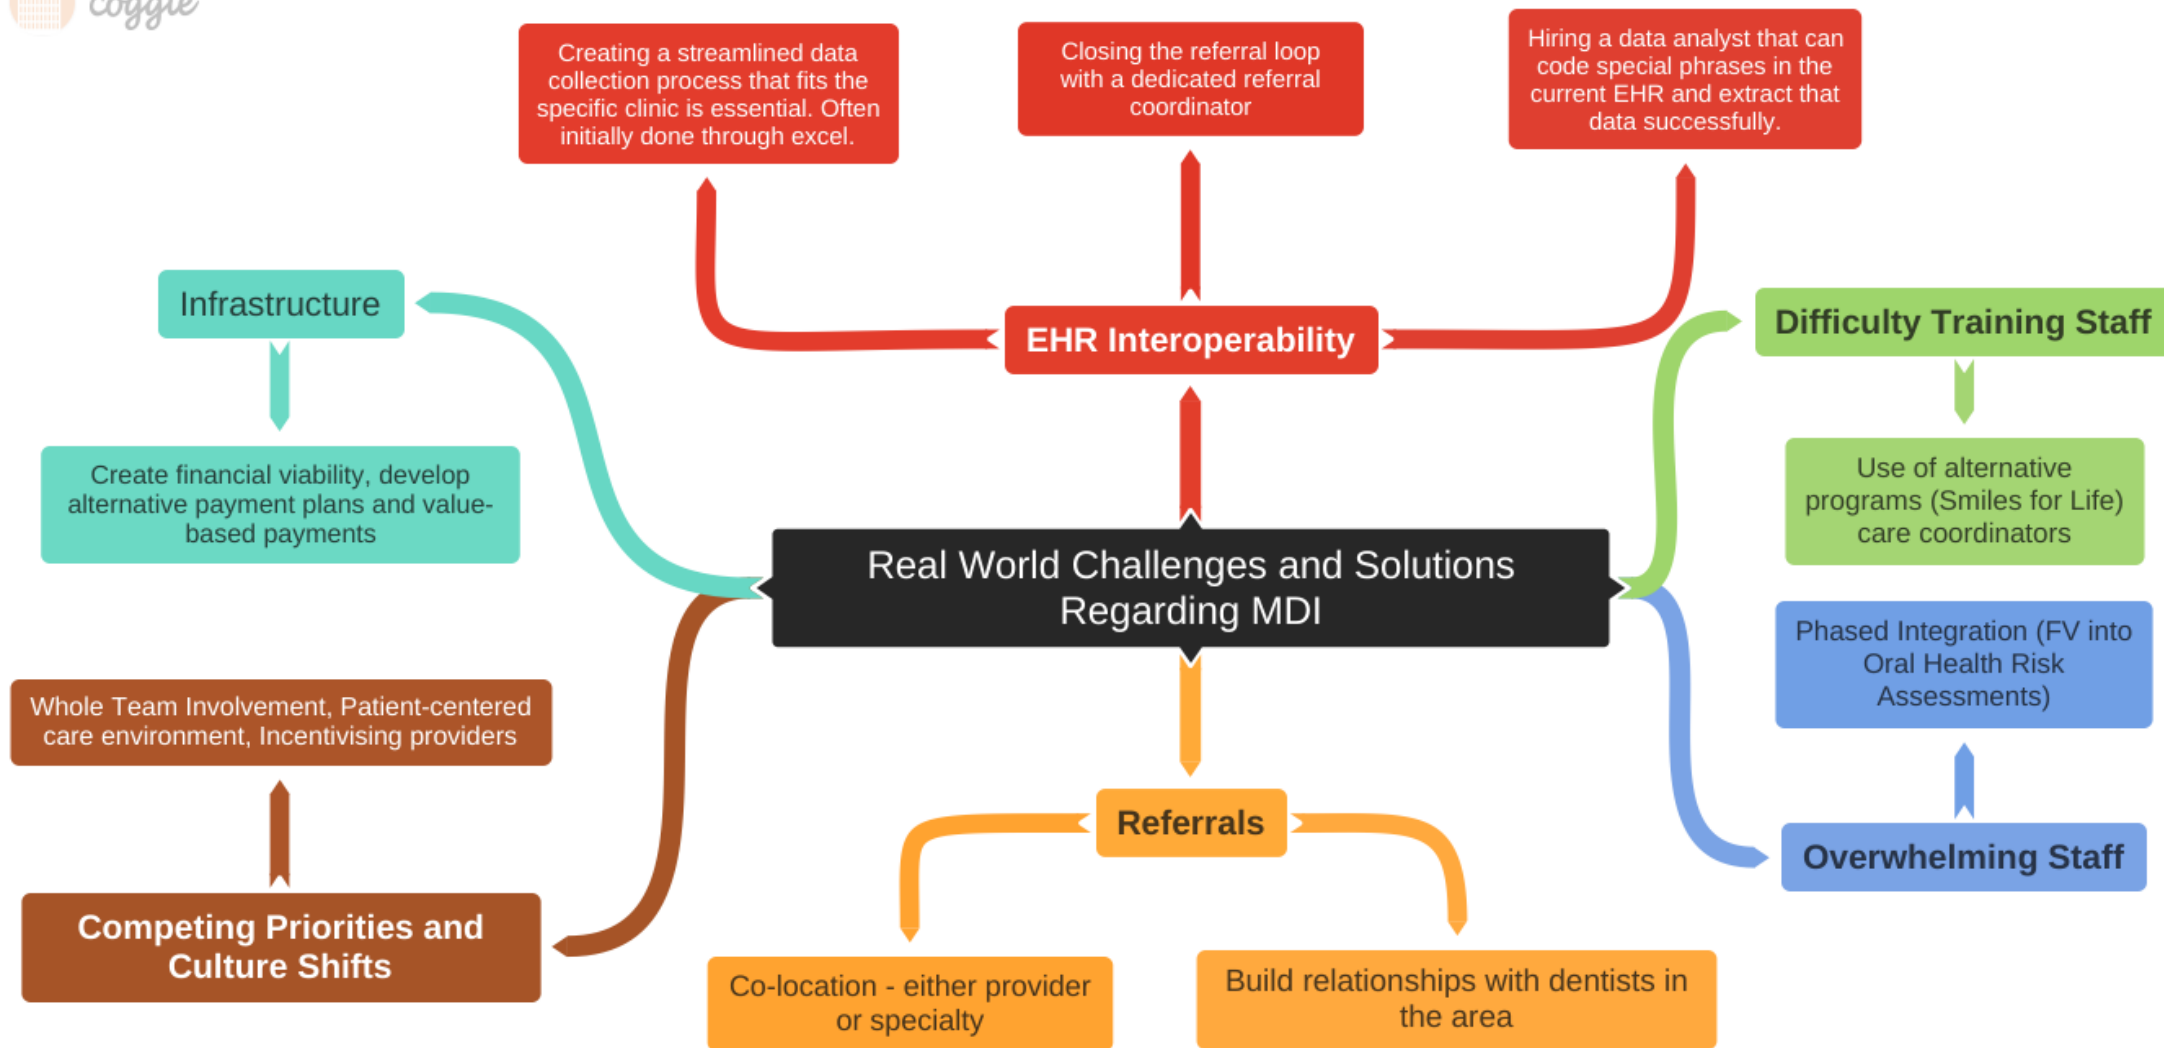 coggle
Creating a streamlined data
collection process that fits the
specific clinic is essential. Often
initially done through excel.
Closing the referral loop
with a dedicated referral
coordinator
Hiring a data analyst that can
code special phrases in the
current EHR and extract that
data successfully.
Infrastructure
EHR Interoperability
Difficulty Training Staff
Create financial viability, develop
alternative payment plans and value-
based payments
Use of alternative
programs (Smiles for Life)
care coordinators
Real World Challenges and Solutions
Regarding MDI
Phased Integration (FV into
Oral Health Risk
Assessments)
Whole Team Involvement, Patient-centered
care environment, Incentivising providers
Referrals
Overwhelming Staff
Competing Priorities and
Culture Shifts
Co-location - either provider
or specialty
Build relationships with dentists in
the area